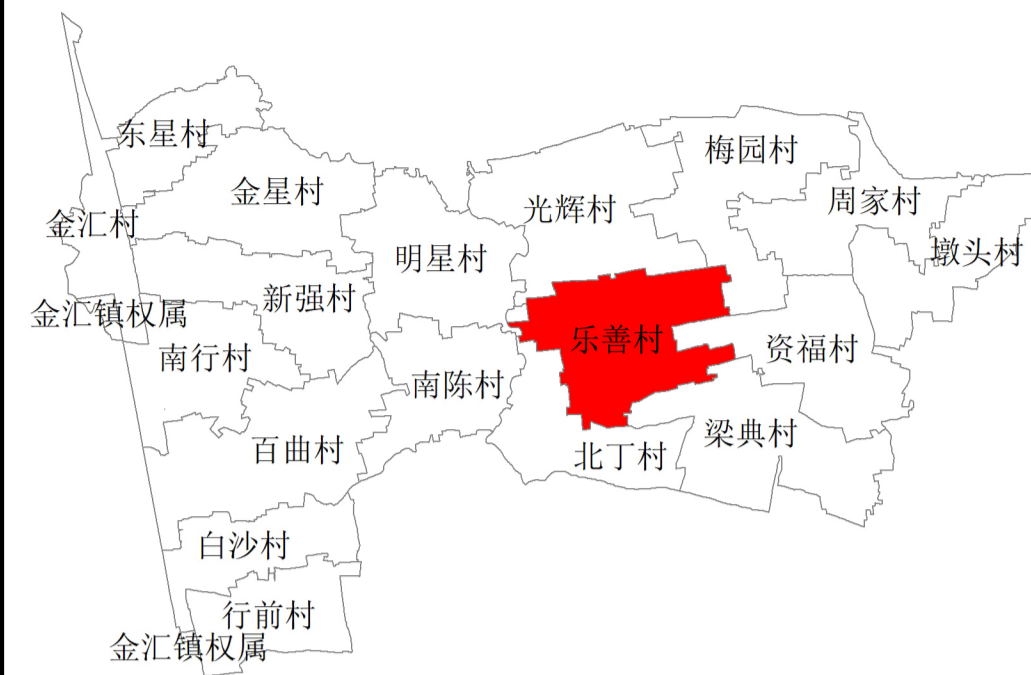 东星村
梅园村
金星村
周家村
光辉村
金汇村
墩头村
明星村
新强村
金汇镇权属
乐善村
资福村
南行村
南陈村
梁典村
百曲村
北丁村
白沙村
行前村
金汇镇权属